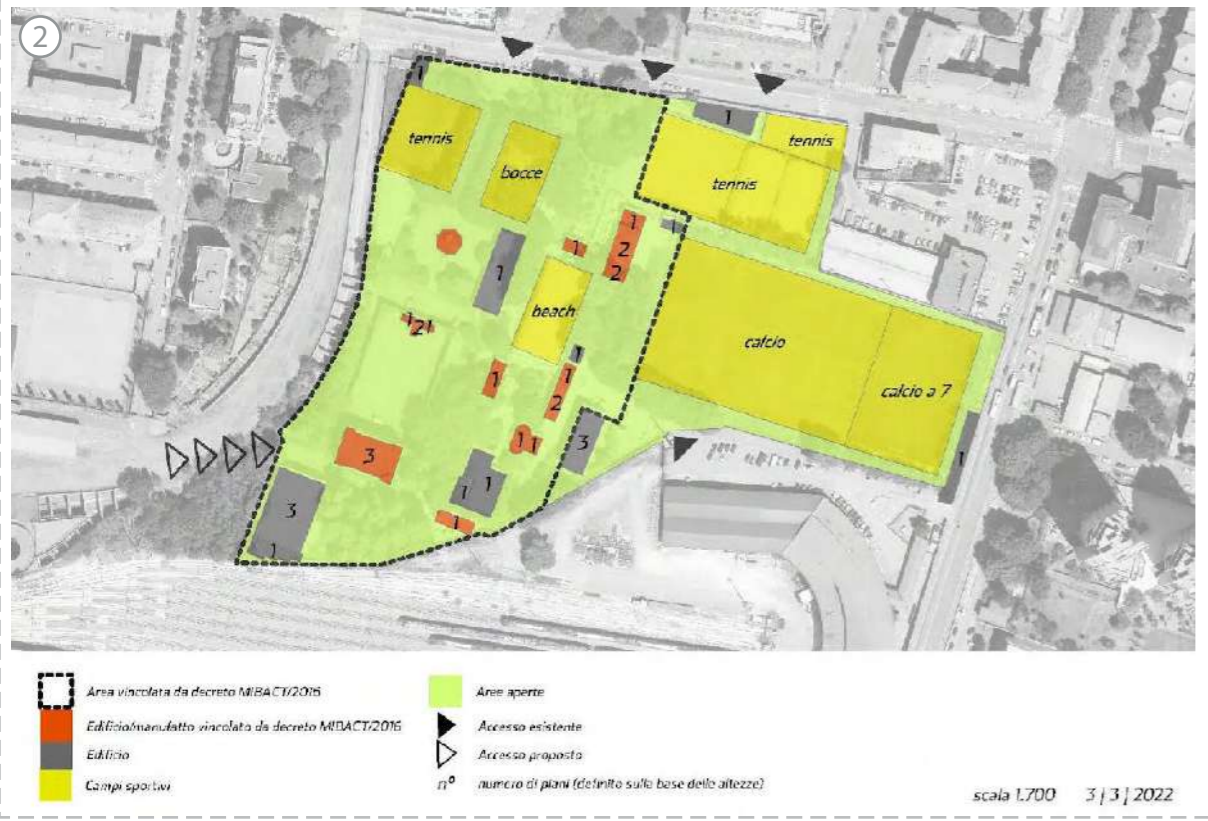 2
1
tennis
bocce
1
tennis
tennis
1
2
2
1
1
1
beach
calcio
calcio a 7
1
1
2
1
1
1
1
2
1
1
3
3
1
1
1
3
1
1
Area vincolata da decreto MIBACT/2016
Edificio/manufatto vincolato da decreto MIBACT/2016
Edificio
Campi sportivi
Aree aperte
Accesso esistente
Accesso proposto
n° numero di piani (definito sulla base delle altezze)
scala 1.700 3 | 3 | 2022